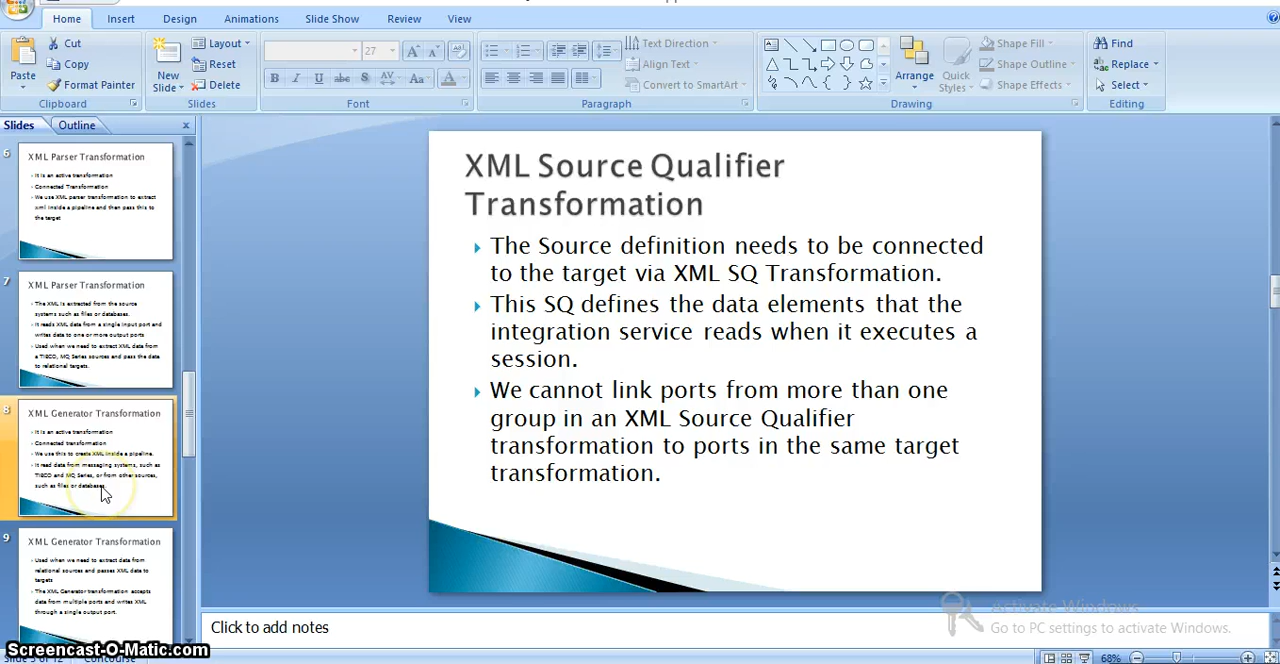 Home Insert Design Animations Slide Show Review View
Cut
Copy
Format Painter
Paste
Clipboard
New
Slide
Layout
Reset
Delete
Slides
27
Font
Paragraph
Text Direction
Align Text
Convert to SmartArt
Arrange
Quick
Styles
Shape Fill
Shape Outline
Shape Effects
Drawing
Find
Replace
Select
Editing
Slides Outline
6
XML Parser Transformation
It is an active transformation
Connected Transformation
We use XML parser transformation to extract
xml inside a pipeline and then pass this to
the target
7
XML Parser Transformation
The XML is extracted from the source
systems such as files or databases.
It reads XML data from a single input port and
writes data to one or more output ports
Used when we need to extract XML data from
a TIBCO, MQ Series sources and pass the data
to relational targets.
8
XML Generator Transformation
It is an active transformation
Connected transformation
We use this to create XML inside a pipeline.
It read data from messaging systems, such as
TIBCO and MQ Series, or from other sources,
such as files or databases.
9
XML Generator Transformation
Used when we need to extract data from
relational sources and passes XML data to
targets
The XML Generator transformation accepts
data from multiple ports and writes XML
through a single output port.
XML Source Qualifier
Transformation
The Source definition needs to be connected
to the target via XML SQ Transformation.
This SQ defines the data elements that the
integration service reads when it executes a
session.
We cannot link ports from more than one
group in an XML Source Qualifier
transformation to ports in the same target
transformation.
Click to add notes
Activate Windows
Go to PC settings to activate Windows.
Screencast-O-Matic.com
Concourse
68%